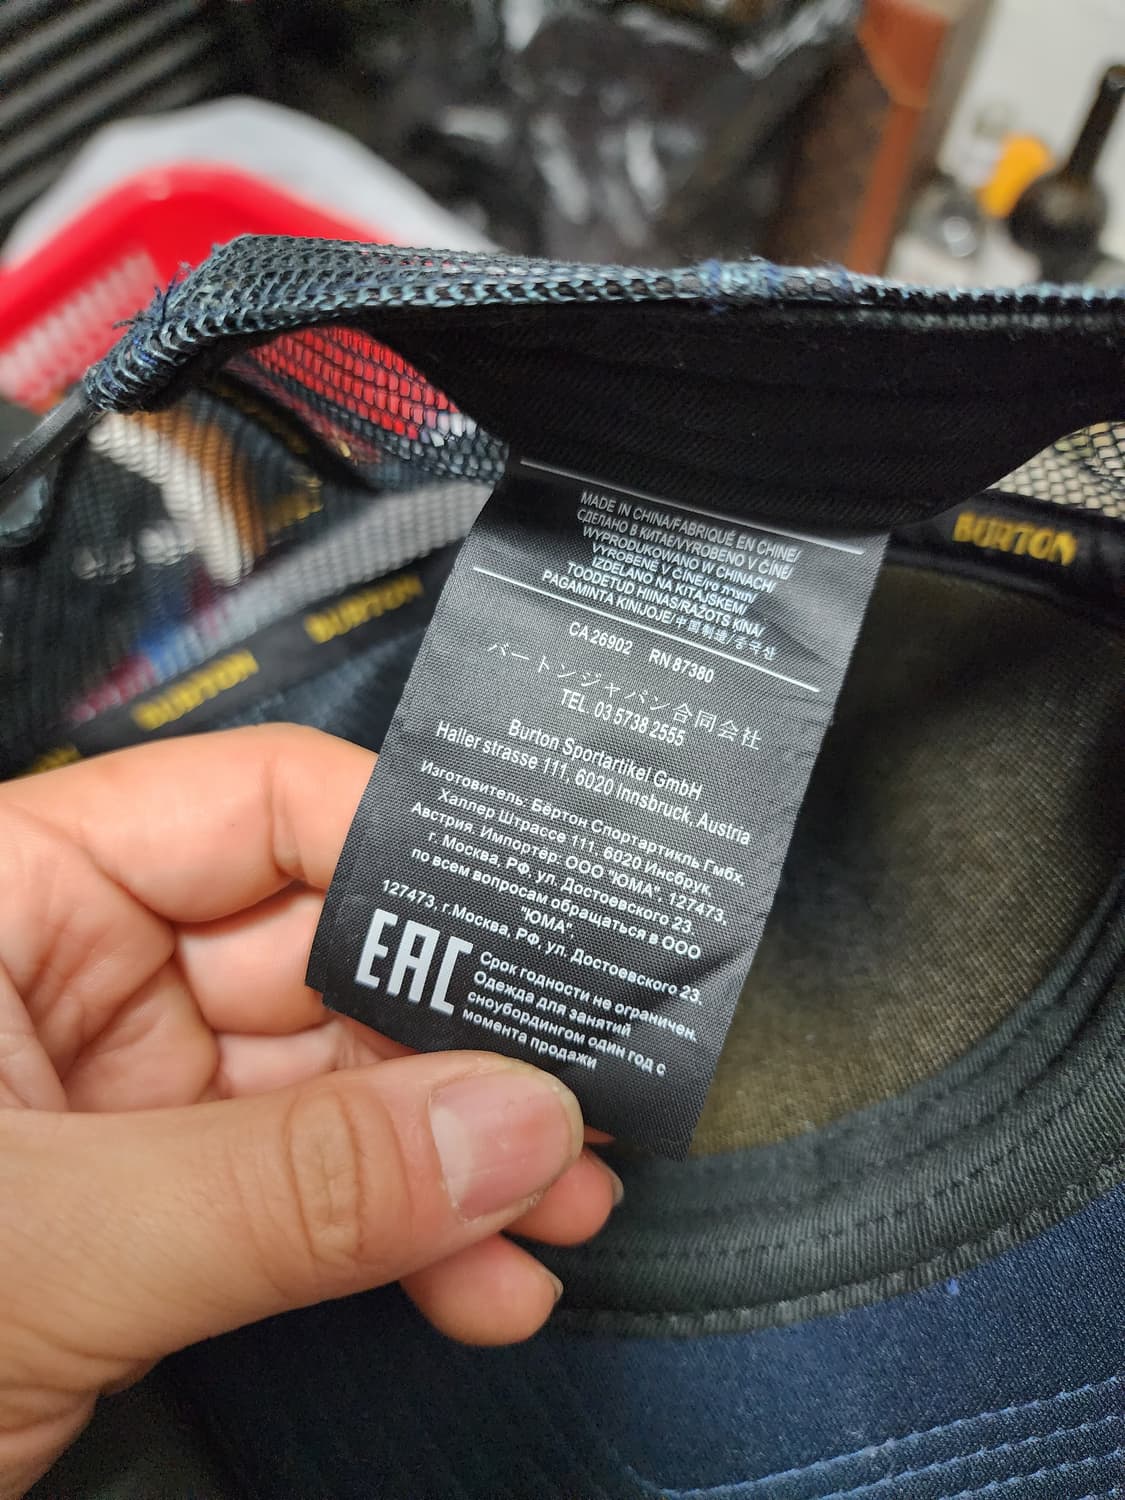 MADE IN CHINA/FABRIQUÉ EN CHINE/
СДЕЛАНО В КИТАЕ/VYROBENO V ČÍNĚ
WYPRODUKOWANO W CHINACH/
VYROBENÉ V ČÍNE/
IZDELANO NA KITAJSKEM/
TOODETUD HIINAS/RAŽOTS ĶĪNA/
PAGAMINTA KINIJOJE/中国制造/중국산
CA 26902 RN 87380
バートンジャパン合同会社
TEL 03 5738 2555
Burton Sportartikel GmbH
Haller strasse 111, 6020 Innsbruck, Austria
Изготовитель: Бёртон Спортартикль Гмбх,
Халлер Штрассе 111, 6020 Инсбрук,
Австрия. Импортёр: ООО "ЮМА", 127473,
г. Москва, РФ, ул. Достоевского 23,
по всем вопросам обращаться в ООО
"ЮМА",
127473, г.Москва, РФ, ул. Достоевского 23.
EAC
Срок годности не ограничен.
Одежда для занятий
сноубордингом один год с
момента продажи
BURTON
BURTON
BURTON